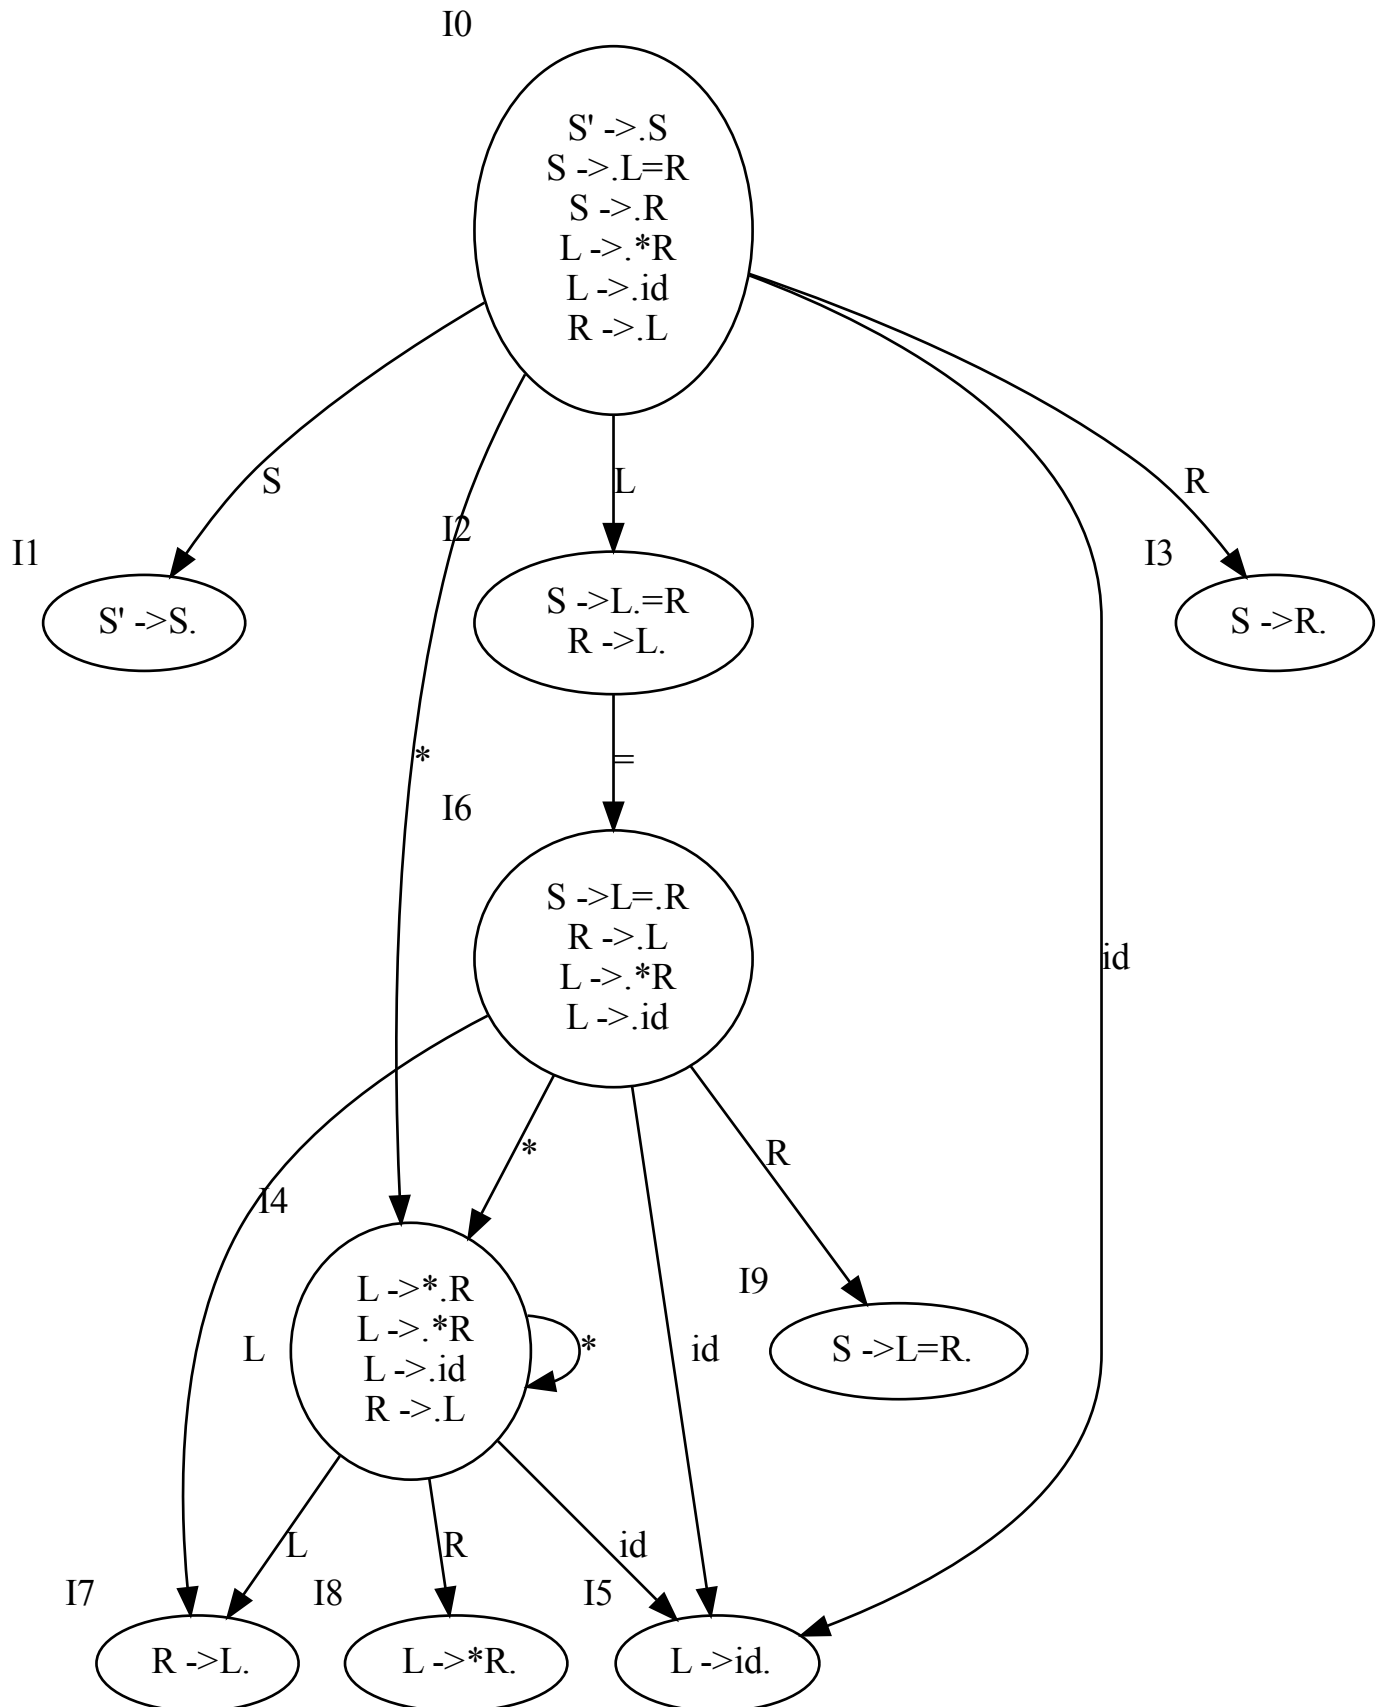 I0
S' ->.S
S ->.L=R
S ->.R
L ->.*R
L ->.id
R ->.L
S
L
R
I2
I1
I3
S' ->S.
S ->L.=R
R ->L.
S ->R.
*
=
I6
S ->L=.R
R ->.L
L ->.*R
L ->.id
id
*
R
I4
I9
L ->*.R
L ->.*R
L ->.id
R ->.L
L
*
id
S ->L=R.
L
R
id
I7
I8
I5
R ->L.
L ->*R.
L ->id.